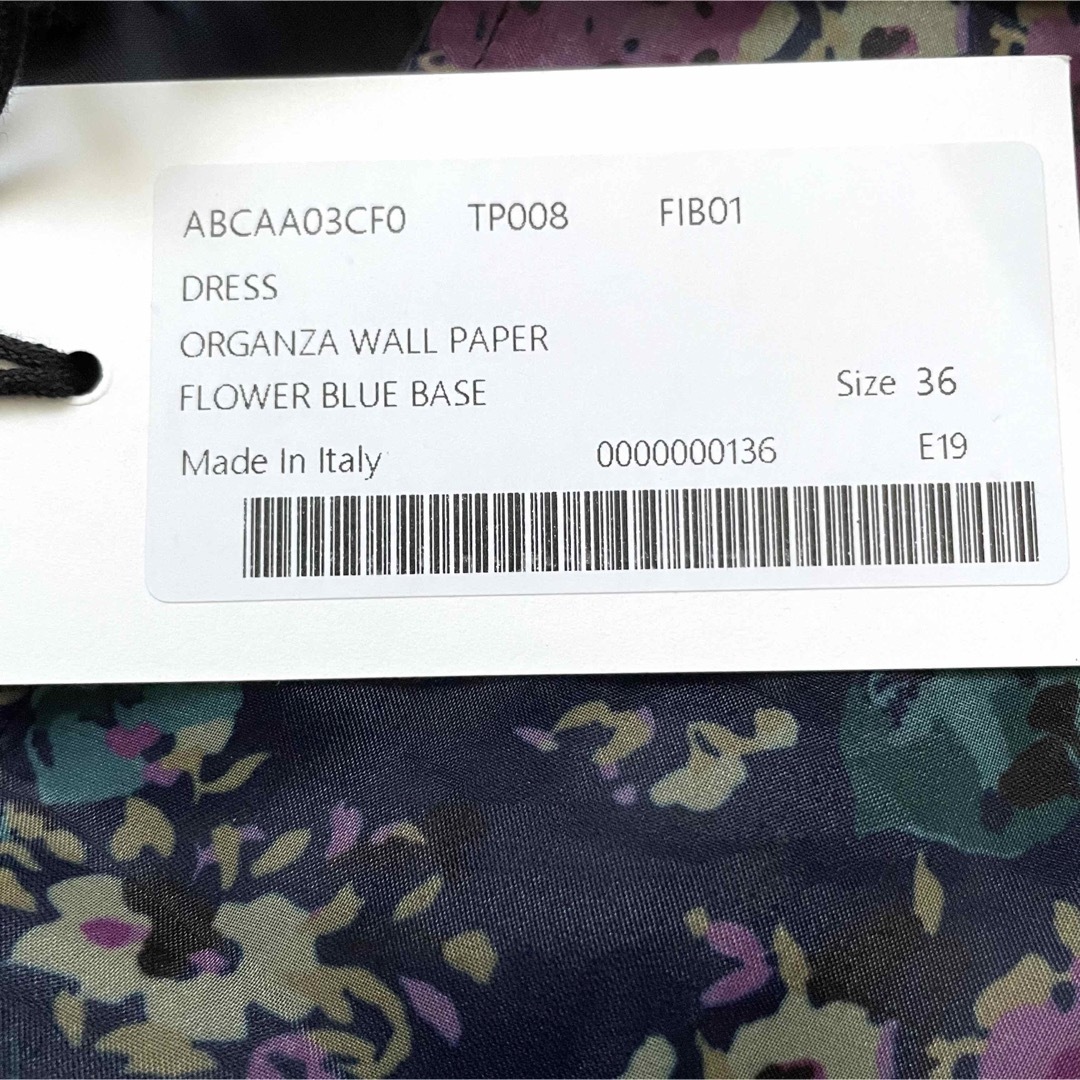 ABCAA03CF0 TP008 FIB01
DRESS
ORGANZA WALL PAPER
FLOWER BLUE BASE Size 36
Made In Italy 0000000136 E19